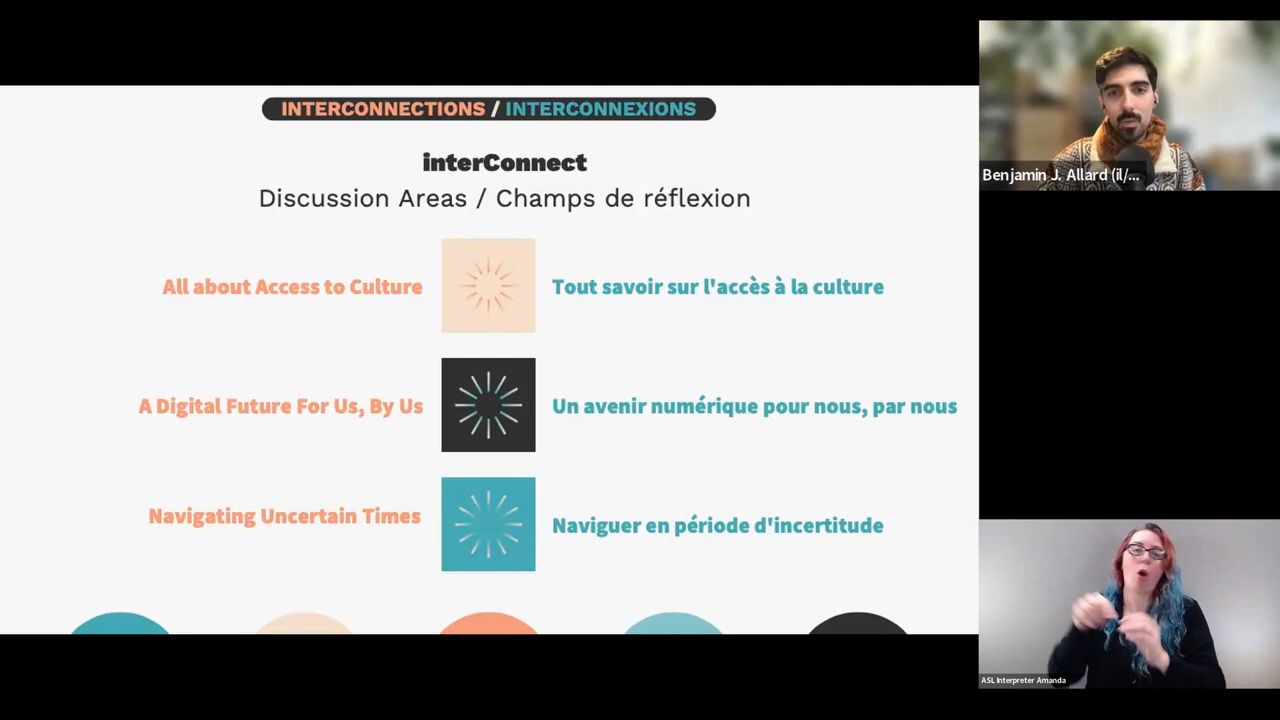 INTERCONNECTIONS / INTERCONNEXIONS
interConnect
Discussion Areas / Champs de réflexion
All about Access to Culture
Tout savoir sur l'accès à la culture
A Digital Future For Us, By Us
Un avenir numérique pour nous, par nous
Navigating Uncertain Times
Naviguer en période d'incertitude
Benjamin J. Allard (il/...
ASL Interpreter Amanda